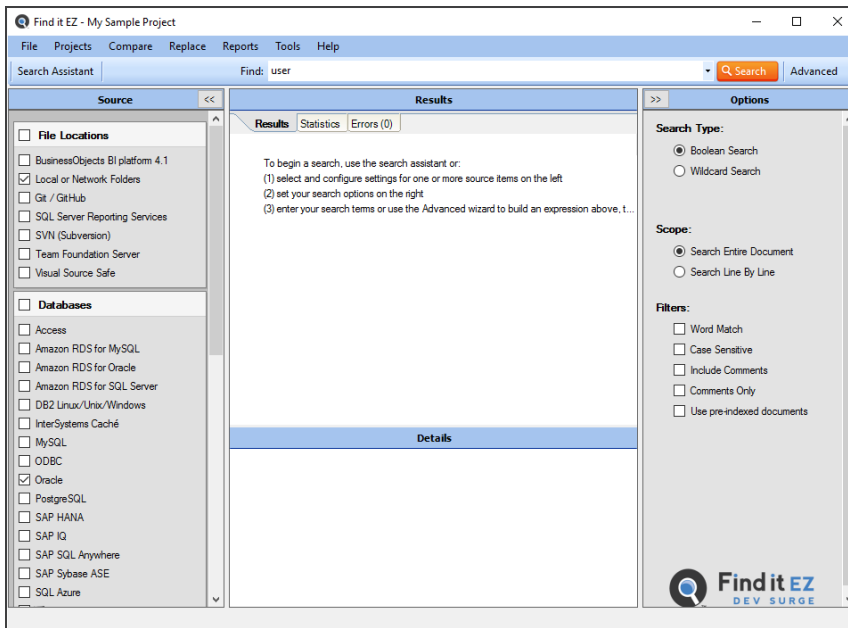 Find it EZ - My Sample Project
File Projects Compare Replace Reports Tools Help
Search Assistant Find: user Search Advanced
Source <<
File Locations
BusinessObjects BI platform 4.1
Local or Network Folders
Git / GitHub
SQL Server Reporting Services
SVN (Subversion)
Team Foundation Server
Visual Source Safe
Databases
Access
Amazon RDS for MySQL
Amazon RDS for Oracle
Amazon RDS for SQL Server
DB2 Linux/Unix/Windows
InterSystems Caché
MySQL
ODBC
Oracle
PostgreSQL
SAP HANA
SAP IQ
SAP SQL Anywhere
SAP Sybase ASE
SQL Azure
Results
Results Statistics Errors (0)
To begin a search, use the search assistant or:
(1) select and configure settings for one or more source items on the left
(2) set your search options on the right
(3) enter your search terms or use the Advanced wizard to build an expression above, t...
Details
>> Options
Search Type:
Boolean Search
Wildcard Search
Scope:
Search Entire Document
Search Line By Line
Filters:
Word Match
Case Sensitive
Include Comments
Comments Only
Use pre-indexed documents
Find it EZ
DEV SURGE